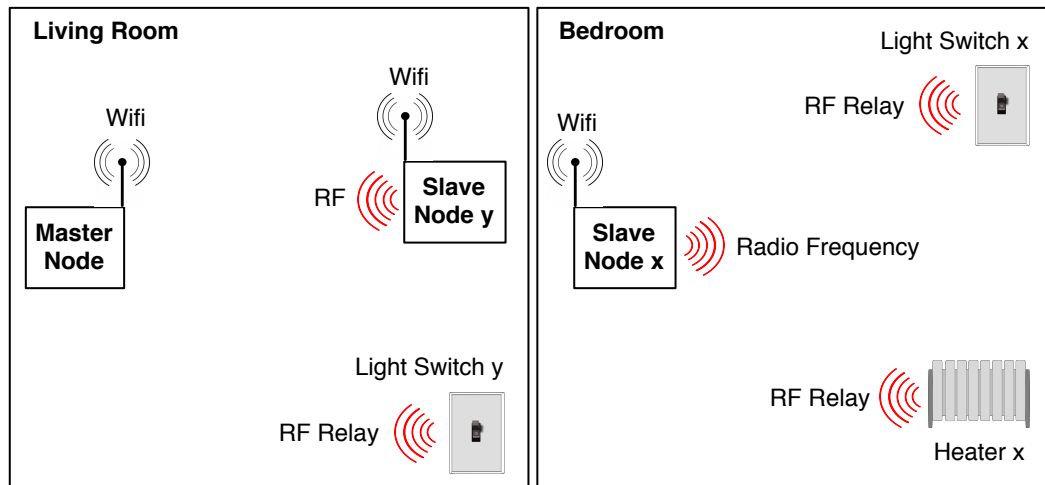 Living Room
Wifi
Wifi
RF
Slave
Node y
Master
Node
Light Switch y
RF Relay
Bedroom
Light Switch x
RF Relay
Wifi
Slave
Node x
Radio Frequency
RF Relay
Heater x